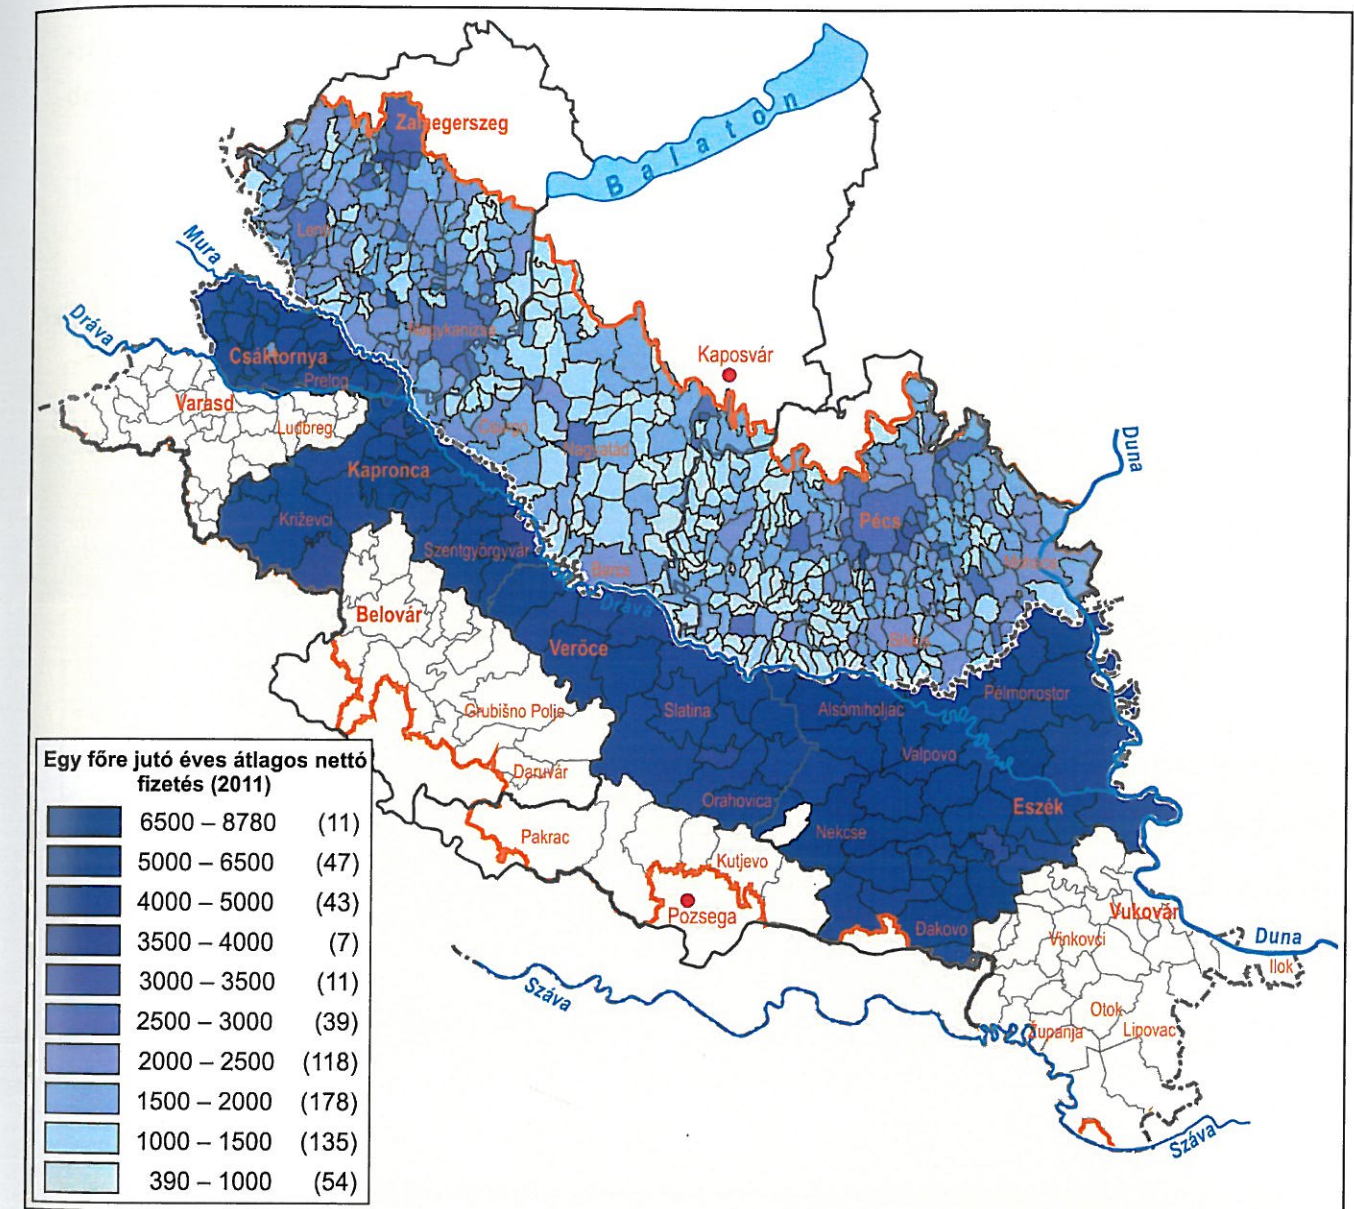 Zalaegerszeg
Balaton
Lenti
Mura
Dráva
Nagykanizsa
Csáktornya
Prelog
Kaposvár
Varasd
Ludbreg
Csurgó
Nagyatád
Duna
Kapronca
Križevci
Pécs
Szentgyörgyvár
Barcs
Mohács
Dráva
Belovár
Verőce
Siklós
Pélmonostor
Slatina
Alsómiholjac
Grubišno Polje
Valpovo
Daruvár
Orahovica
Eszék
Nekcse
Pakrac
Kutjevo
Pozsega
Đakovo
Vukovár
Vinkovci
Duna
Ilok
Száva
Otok
Županja
Lipovac
Száva
Egy főre jutó éves átlagos nettó
fizetés (2011)
6500 – 8780 (11)
5000 – 6500 (47)
4000 – 5000 (43)
3500 – 4000 (7)
3000 – 3500 (11)
2500 – 3000 (39)
2000 – 2500 (118)
1500 – 2000 (178)
1000 – 1500 (135)
390 – 1000 (54)